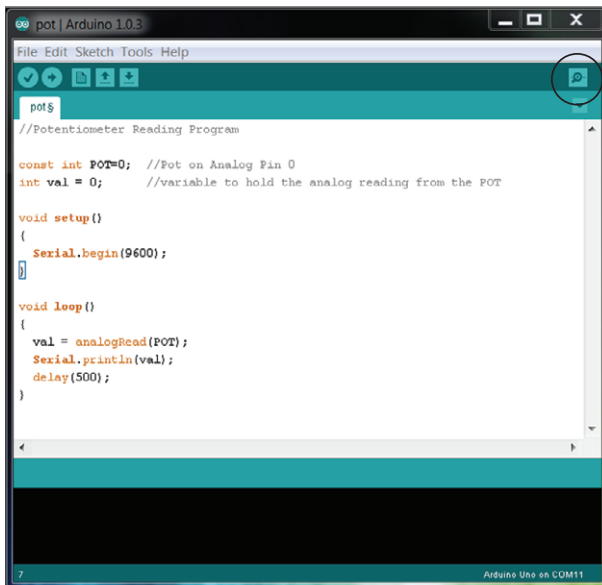 pot | Arduino 1.0.3
File Edit Sketch Tools Help
pot §
//Potentiometer Reading Program
const int POT=0;  //Pot on Analog Pin 0
int val = 0;      //variable to hold the analog reading from the POT
void setup()
{
  Serial.begin(9600);
}
void loop()
{
  val = analogRead(POT);
  Serial.println(val);
  delay(500);
}
7
Arduino Uno on COM11